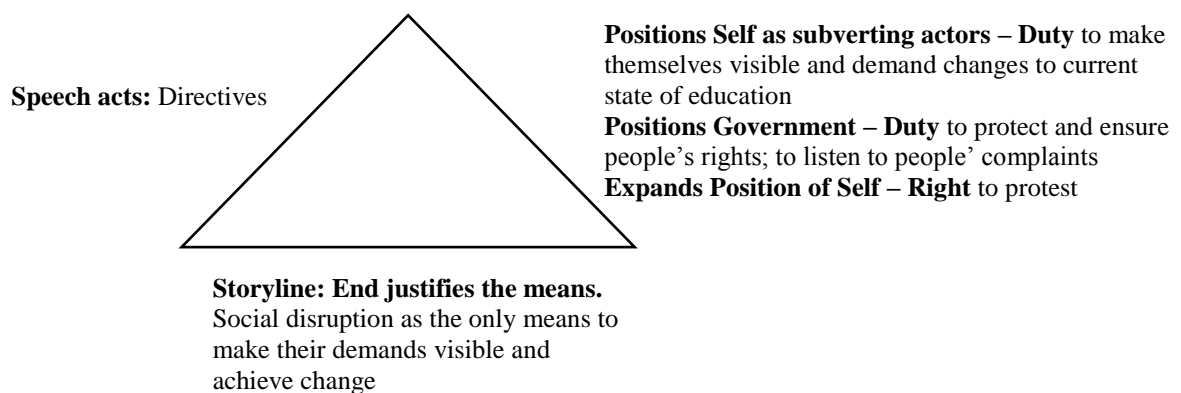 Speech acts: Directives
Positions Self as subverting actors – Duty to make
themselves visible and demand changes to current
state of education
Positions Government – Duty to protect and ensure
people's rights; to listen to people' complaints
Expands Position of Self – Right to protest
Storyline: End justifies the means.
Social disruption as the only means to
make their demands visible and
achieve change